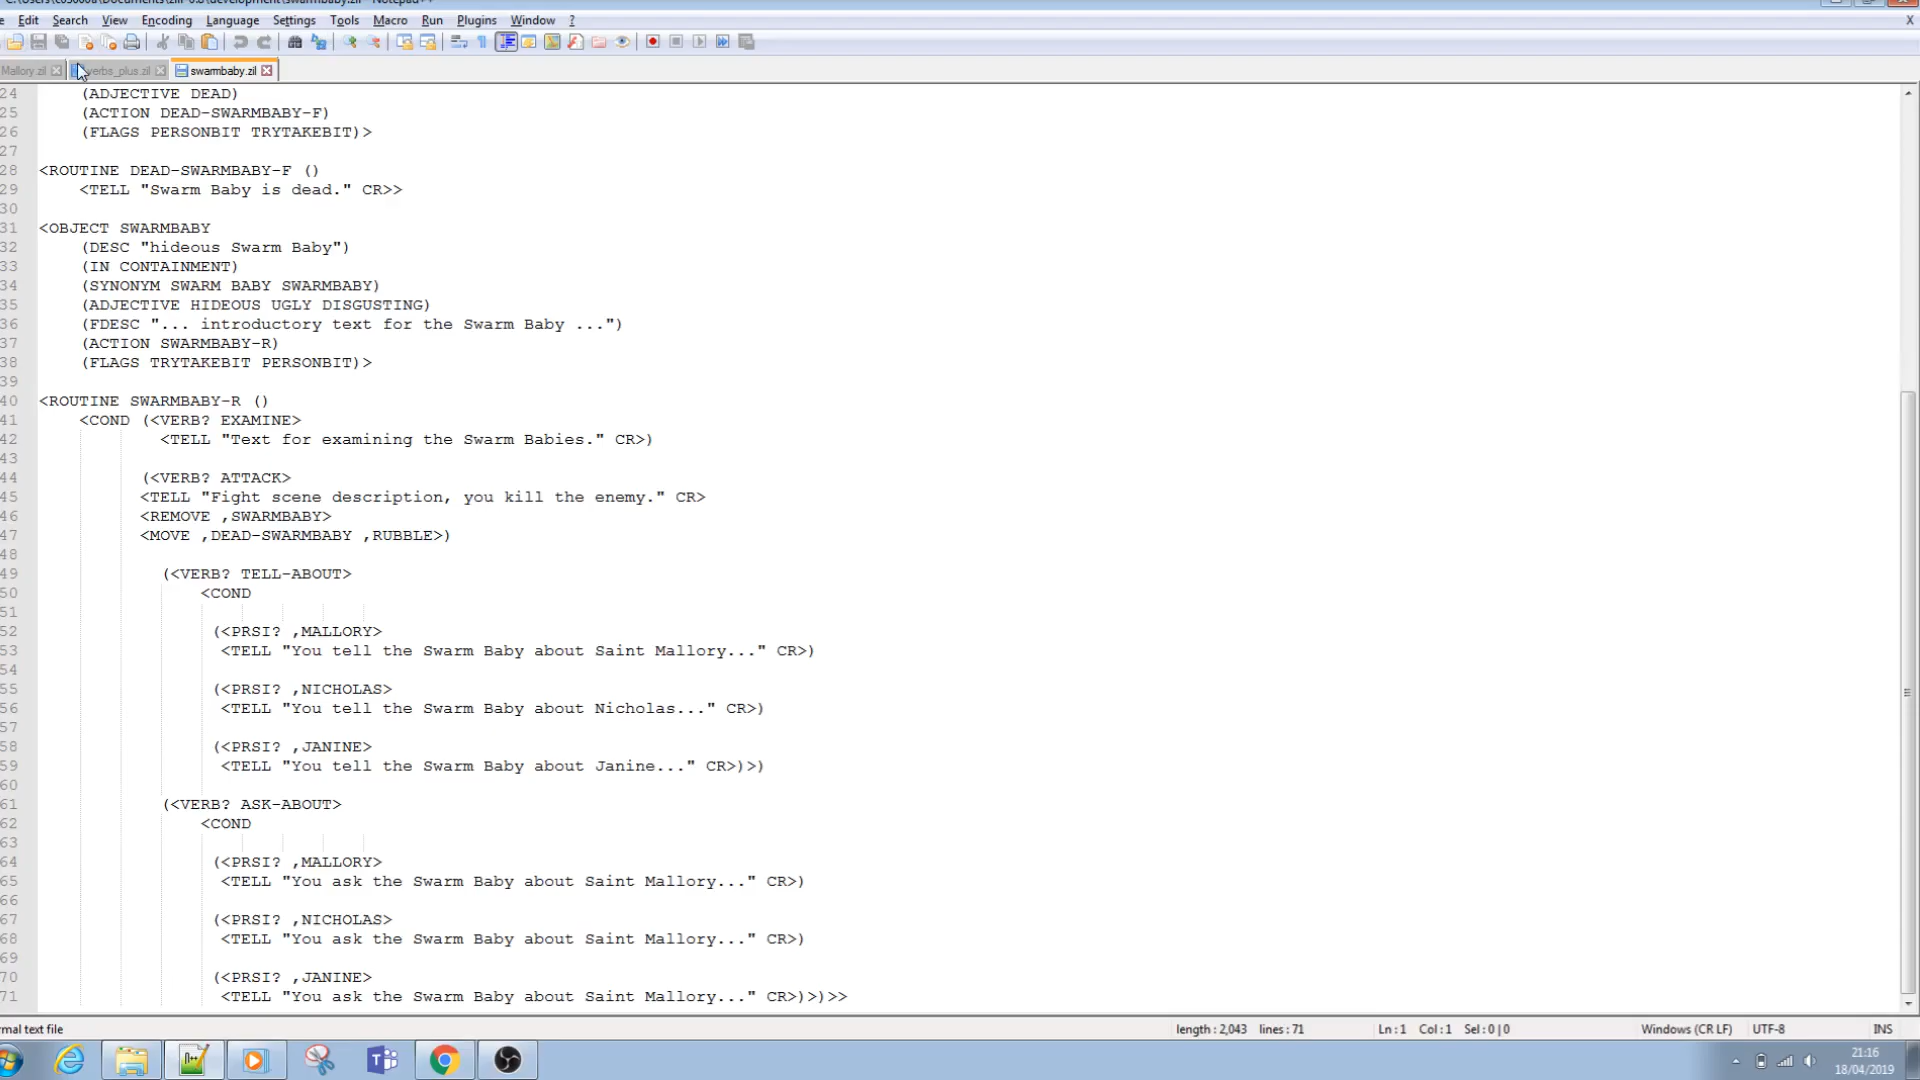 Edit Search View Encoding Language Settings Tools Macro Run Plugins Window ? X
Mallory.zil verbs_plus.zil swarmbaby.zil
24 (ADJECTIVE DEAD)
25 (ACTION DEAD-SWARMBABY-F)
26 (FLAGS PERSONBIT TRYTAKEBIT)>
27
28 <ROUTINE DEAD-SWARMBABY-F ()
29 <TELL "Swarm Baby is dead." CR>>
30
31 <OBJECT SWARMBABY
32 (DESC "hideous Swarm Baby")
33 (IN CONTAINMENT)
34 (SYNONYM SWARM BABY SWARMBABY)
35 (ADJECTIVE HIDEOUS UGLY DISGUSTING)
36 (FDESC "... introductory text for the Swarm Baby ...")
37 (ACTION SWARMBABY-R)
38 (FLAGS TRYTAKEBIT PERSONBIT)>
39
40 <ROUTINE SWARMBABY-R ()
41 <COND (<VERB? EXAMINE>
42 <TELL "Text for examining the Swarm Babies." CR>)
43
44 (<VERB? ATTACK>
45 <TELL "Fight scene description, you kill the enemy." CR>
46 <REMOVE ,SWARMBABY>
47 <MOVE ,DEAD-SWARMBABY ,RUBBLE>)
48
49 (<VERB? TELL-ABOUT>
50 <COND
51
52 (<PRSI? ,MALLORY>
53 <TELL "You tell the Swarm Baby about Saint Mallory..." CR>)
54
55 (<PRSI? ,NICHOLAS>
56 <TELL "You tell the Swarm Baby about Nicholas..." CR>)
57
58 (<PRSI? ,JANINE>
59 <TELL "You tell the Swarm Baby about Janine..." CR>)>)
60
61 (<VERB? ASK-ABOUT>
62 <COND
63
64 (<PRSI? ,MALLORY>
65 <TELL "You ask the Swarm Baby about Saint Mallory..." CR>)
66
67 (<PRSI? ,NICHOLAS>
68 <TELL "You ask the Swarm Baby about Saint Mallory..." CR>)
69
70 (<PRSI? ,JANINE>
71 <TELL "You ask the Swarm Baby about Saint Mallory..." CR>)>)>>
rmal text file length : 2,043 lines : 71 Ln : 1 Col : 1 Sel : 0 | 0 Windows (CR LF) UTF-8 INS
21:16
18/04/2019